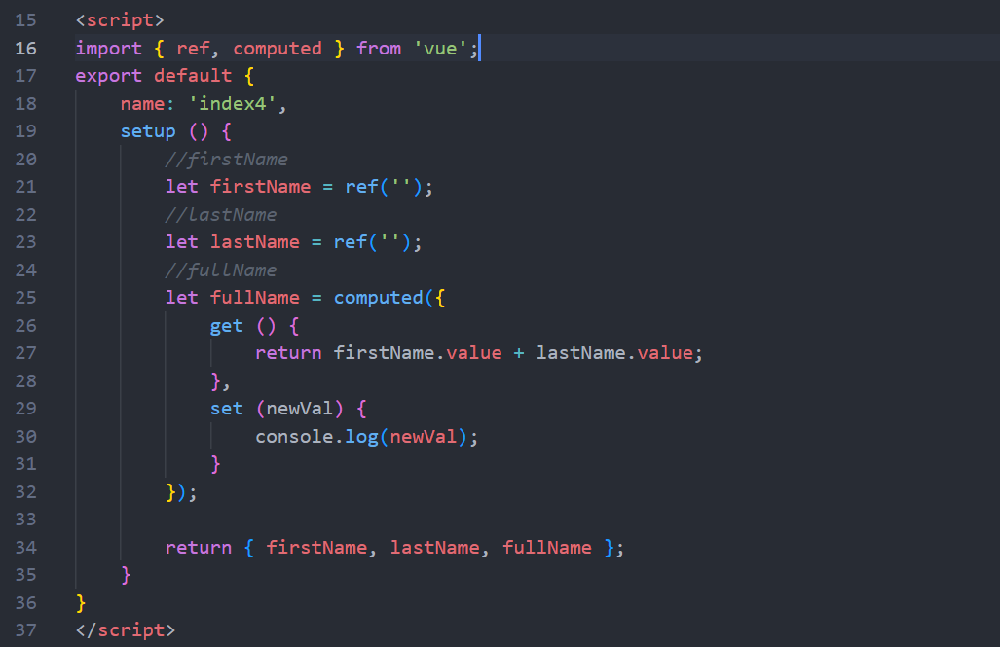 15 <script>
16 import { ref, computed } from 'vue';
17 export default {
18     name: 'index4',
19     setup () {
20         //firstName
21         let firstName = ref('');
22         //lastName
23         let lastName = ref('');
24         //fullName
25         let fullName = computed({
26             get () {
27                 return firstName.value + lastName.value;
28             },
29             set (newVal) {
30                 console.log(newVal);
31             }
32         });
33
34         return { firstName, lastName, fullName };
35     }
36 }
37 </script>